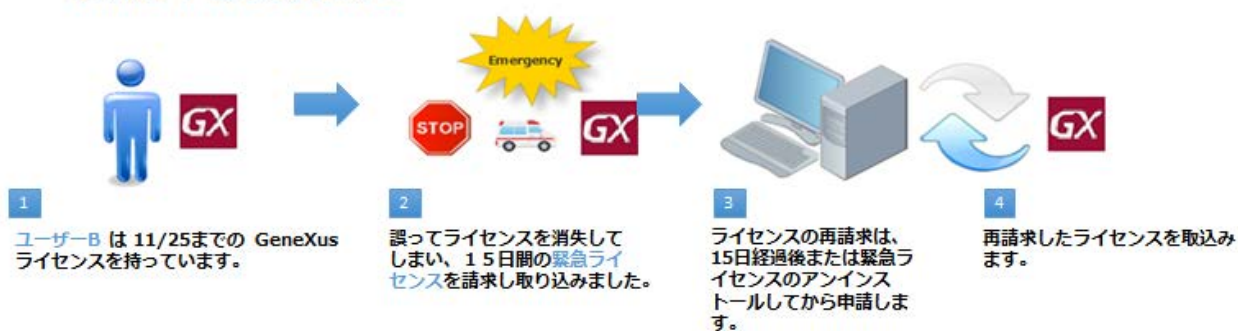 Emergency
GX
STOP
GX
GX
1
ユーザーB は 11/25までの GeneXus
ライセンスを持っています。
2
誤ってライセンスを消失して
しまい、１５日間の緊急ライ
センスを請求し取り込みました。
3
ライセンスの再請求は、
15日経過後または緊急ラ
イセンスのアンインス
トールしてから申請しま
す。
4
再請求したライセンスを取込み
ます。